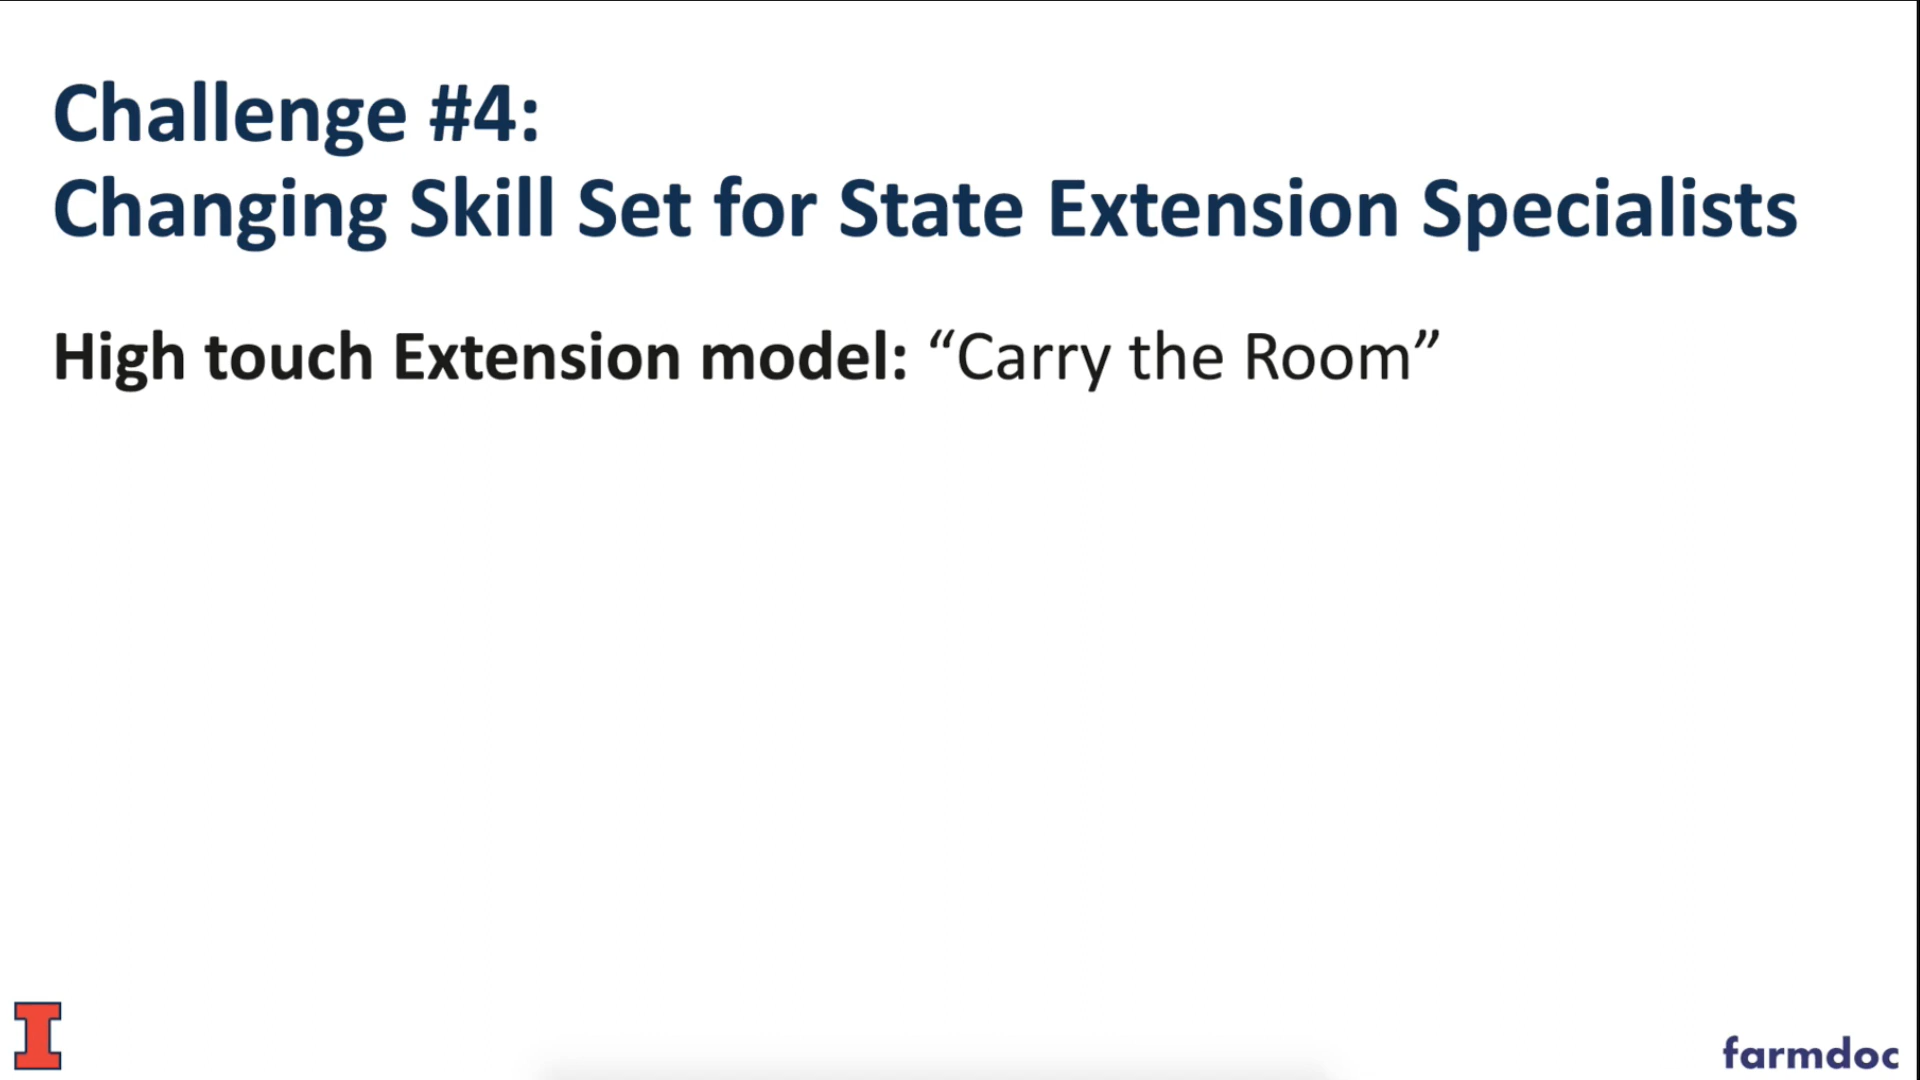 Challenge #4:
Changing Skill Set for State Extension Specialists
High touch Extension model: “Carry the Room”
I
farmdoc